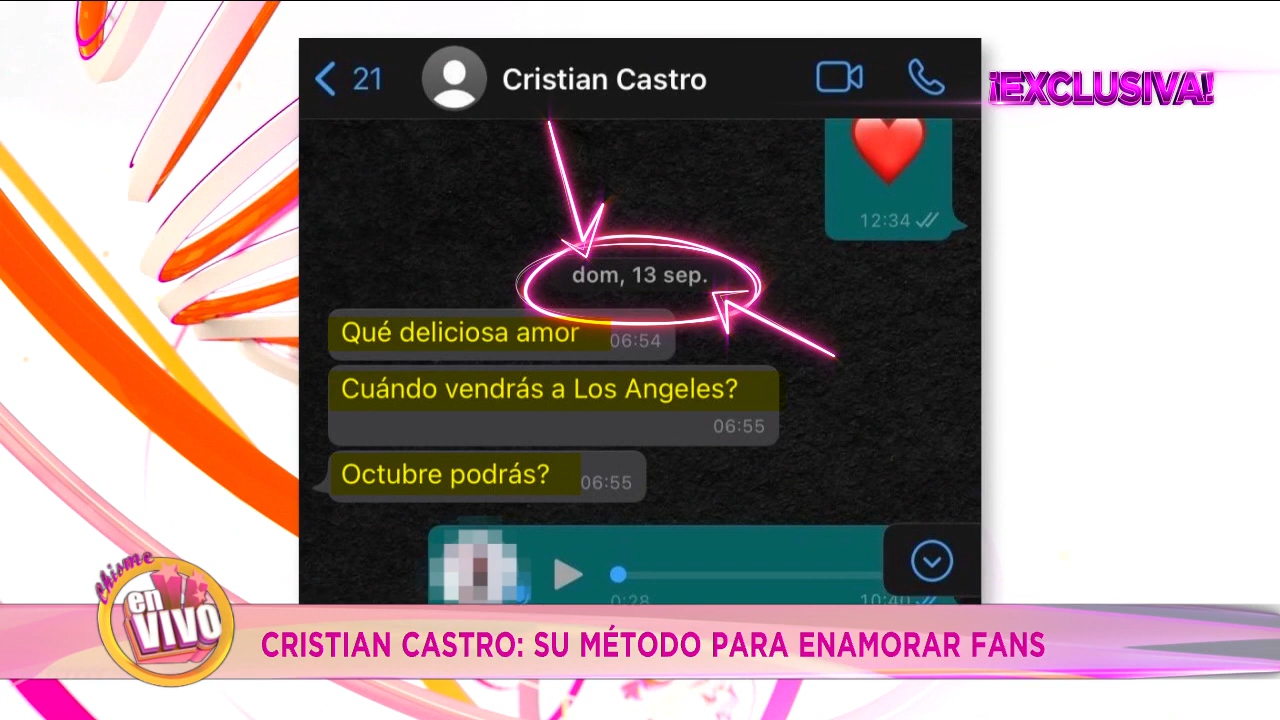 21
Cristian Castro
¡EXCLUSIVA!
12:34
dom, 13 sep.
Qué deliciosa amor
06:54
Cuándo vendrás a Los Angeles?
06:55
Octubre podrás?
06:55
0:28
10:40
chisme
en
VIVO
CRISTIAN CASTRO: SU MÉTODO PARA ENAMORAR FANS